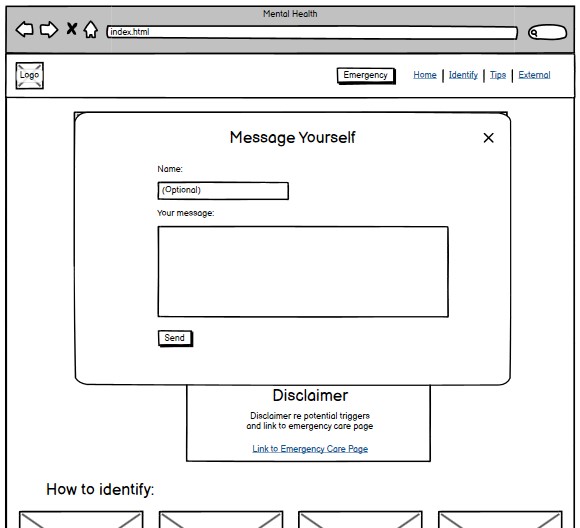 Mental Health
index.html
Logo
Emergency
Home | Identify | Tips | External
Message Yourself
Name:
(Optional)
Your message:
Send
Disclaimer
Disclaimer re potential triggers
and link to emergency care page
Link to Emergency Care Page
How to identify: